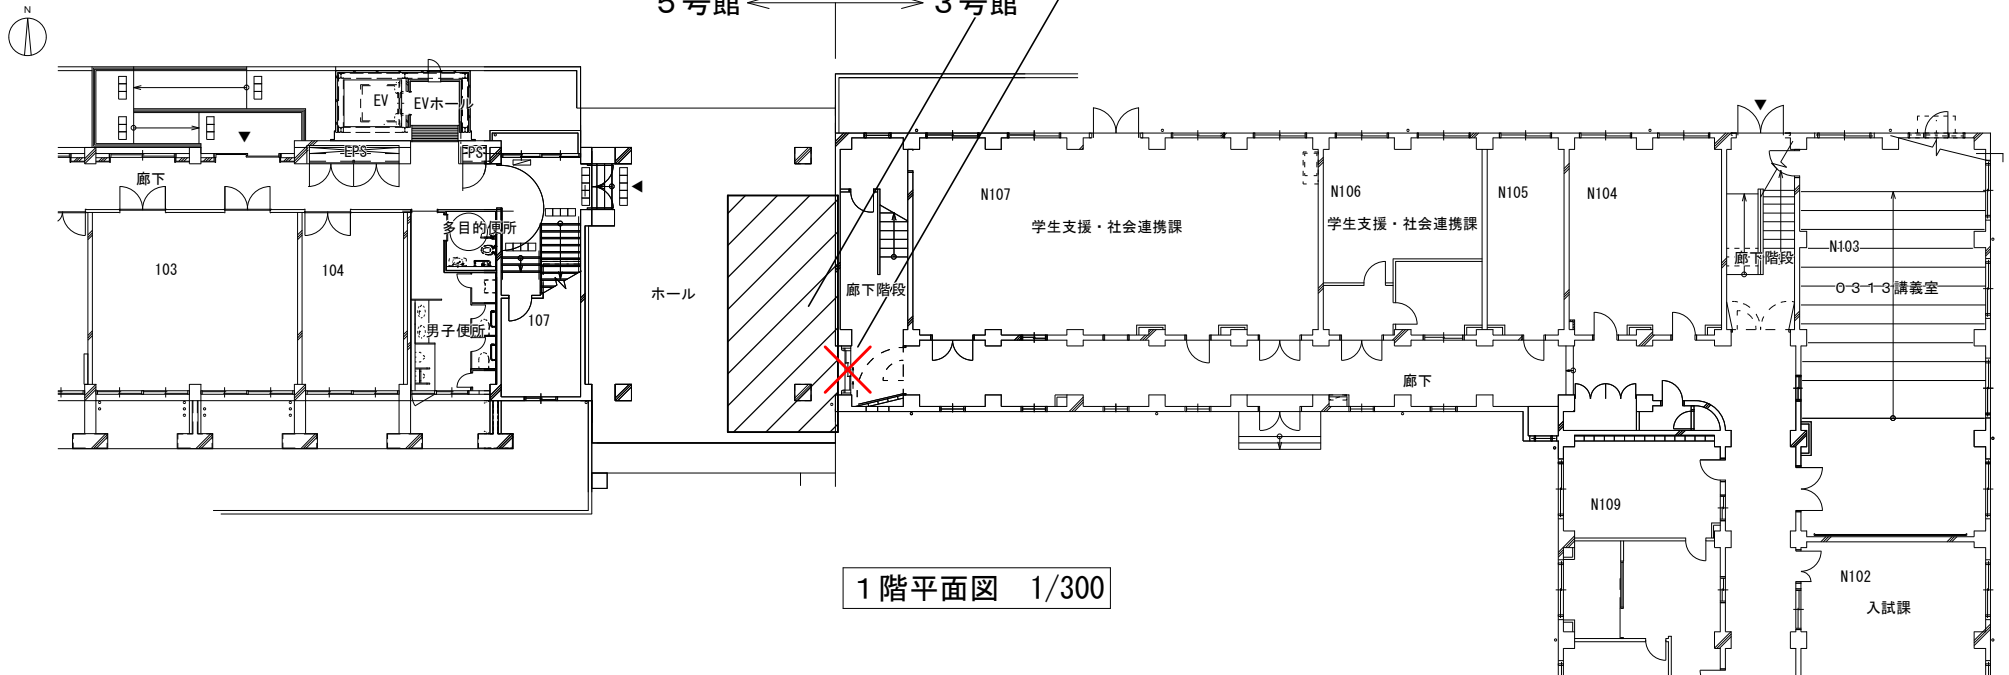 N
5号館
3号館
EV
EVホール
EPS
EPS
廊下
多目的便所
103
104
男子便所
107
ホール
廊下階段
N107
学生支援・社会連携課
N106
学生支援・社会連携課
N105
N104
廊下階段
N103
0313講義室
廊下
N109
N102
入試課
1階平面図 1/300